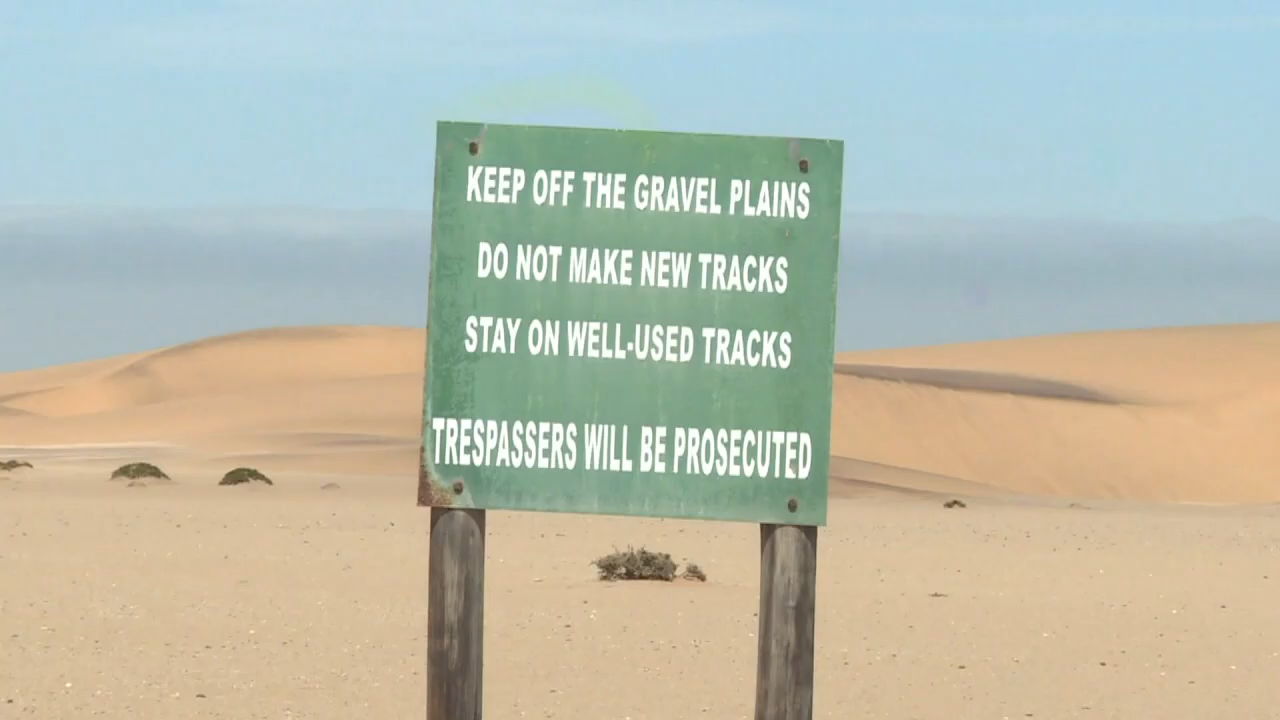 KEEP OFF THE GRAVEL PLAINS
DO NOT MAKE NEW TRACKS
STAY ON WELL-USED TRACKS
TRESPASSERS WILL BE PROSECUTED